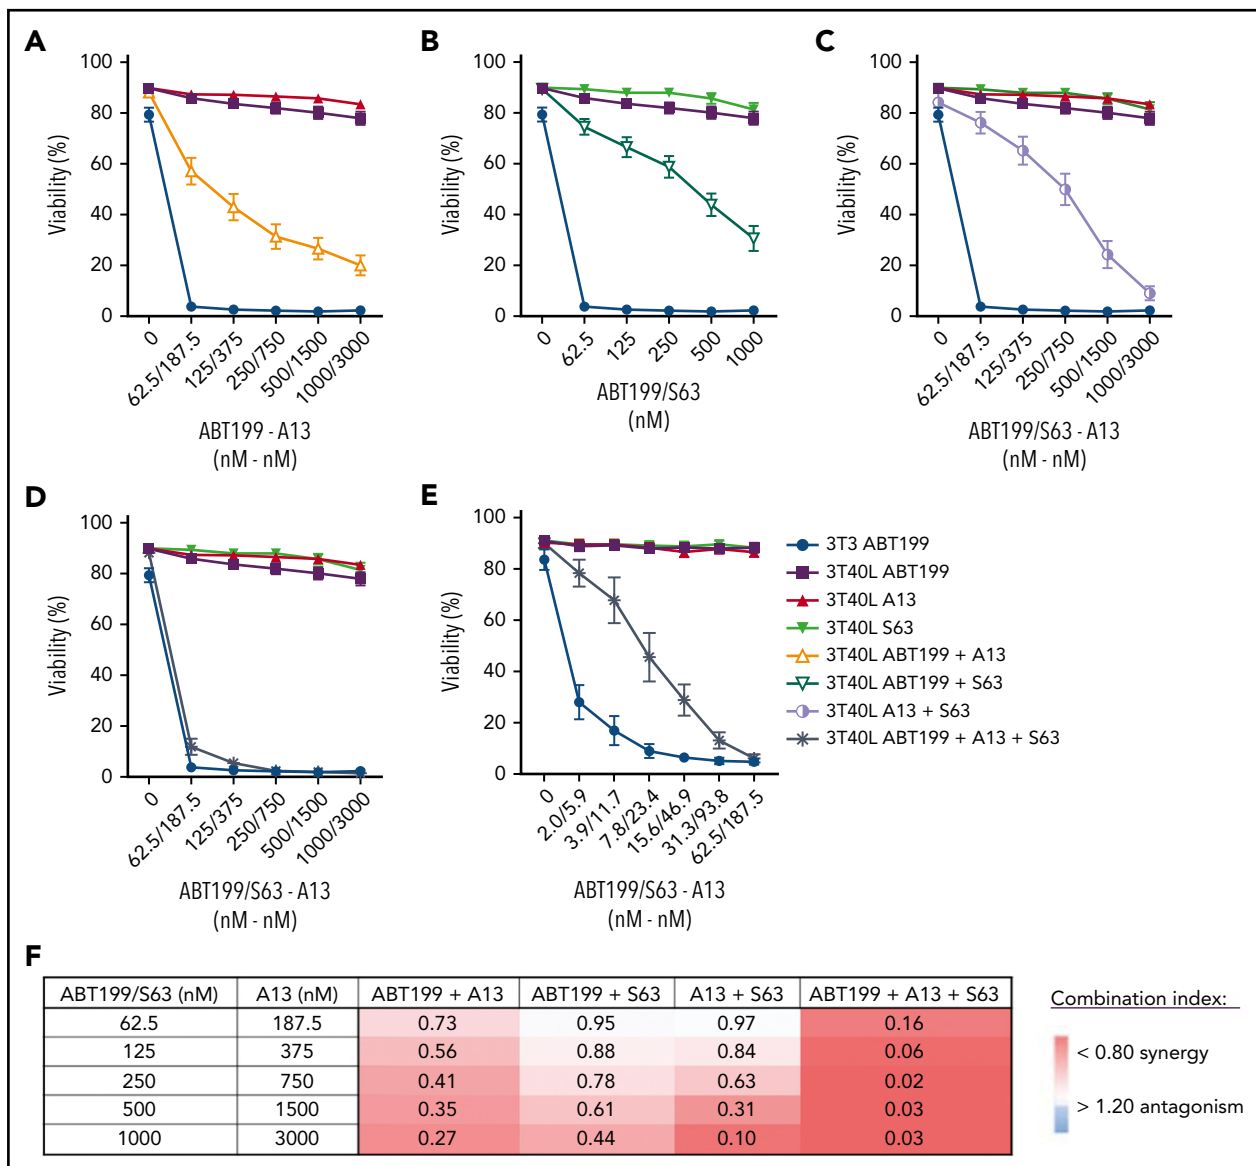 A
Viability (%)
100
80
60
40
20
0
0
62.5/187.5
125/375
250/750
500/1500
1000/3000
ABT199 - A13
(nM - nM)
B
Viability (%)
100
80
60
40
20
0
0
62.5
125
250
500
1000
ABT199/S63
(nM)
C
Viability (%)
100
80
60
40
20
0
0
62.5/187.5
125/375
250/750
500/1500
1000/3000
ABT199/S63 - A13
(nM - nM)
D
Viability (%)
100
80
60
40
20
0
0
62.5/187.5
125/375
250/750
500/1500
1000/3000
ABT199/S63 - A13
(nM - nM)
E
Viability (%)
100
80
60
40
20
0
0
2.0/5.9
3.9/11.7
7.8/23.4
15.6/46.9
31.3/93.8
62.5/187.5
ABT199/S63 - A13
(nM - nM)
3T3 ABT199
3T40L ABT199
3T40L A13
3T40L S63
3T40L ABT199 + A13
3T40L ABT199 + S63
3T40L A13 + S63
3T40L ABT199 + A13 + S63
F
ABT199/S63 (nM) A13 (nM) ABT199 + A13 ABT199 + S63 A13 + S63 ABT199 + A13 + S63
62.5 187.5 0.73 0.95 0.97 0.16
125 375 0.56 0.88 0.84 0.06
250 750 0.41 0.78 0.63 0.02
500 1500 0.35 0.61 0.31 0.03
1000 3000 0.27 0.44 0.10 0.03
Combination index:
< 0.80 synergy
> 1.20 antagonism